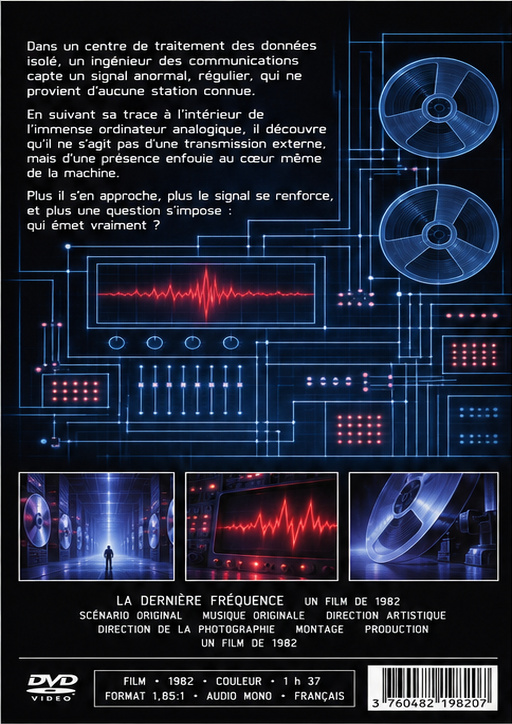 Dans un centre de traitement des données
isolé, un ingénieur des communications
capte un signal anormal, régulier, qui ne
provient d'aucune station connue.
En suivant sa trace à l'intérieur de
l'immense ordinateur analogique, il découvre
qu'il ne s'agit pas d'une transmission externe,
mais d'une présence enfouie au cœur même
de la machine.
Plus il s'en approche, plus le signal se renforce,
et plus une question s'impose :
qui émet vraiment ?
LA DERNIÈRE FRÉQUENCE UN FILM DE 1982
SCÉNARIO ORIGINAL MUSIQUE ORIGINALE DIRECTION ARTISTIQUE
DIRECTION DE LA PHOTOGRAPHIE MONTAGE PRODUCTION
UN FILM DE 1982
DVD
VIDEO
FILM • 1982 • COULEUR • 1 h 37
FORMAT 1,85:1 • AUDIO MONO • FRANÇAIS
3 760482 198207